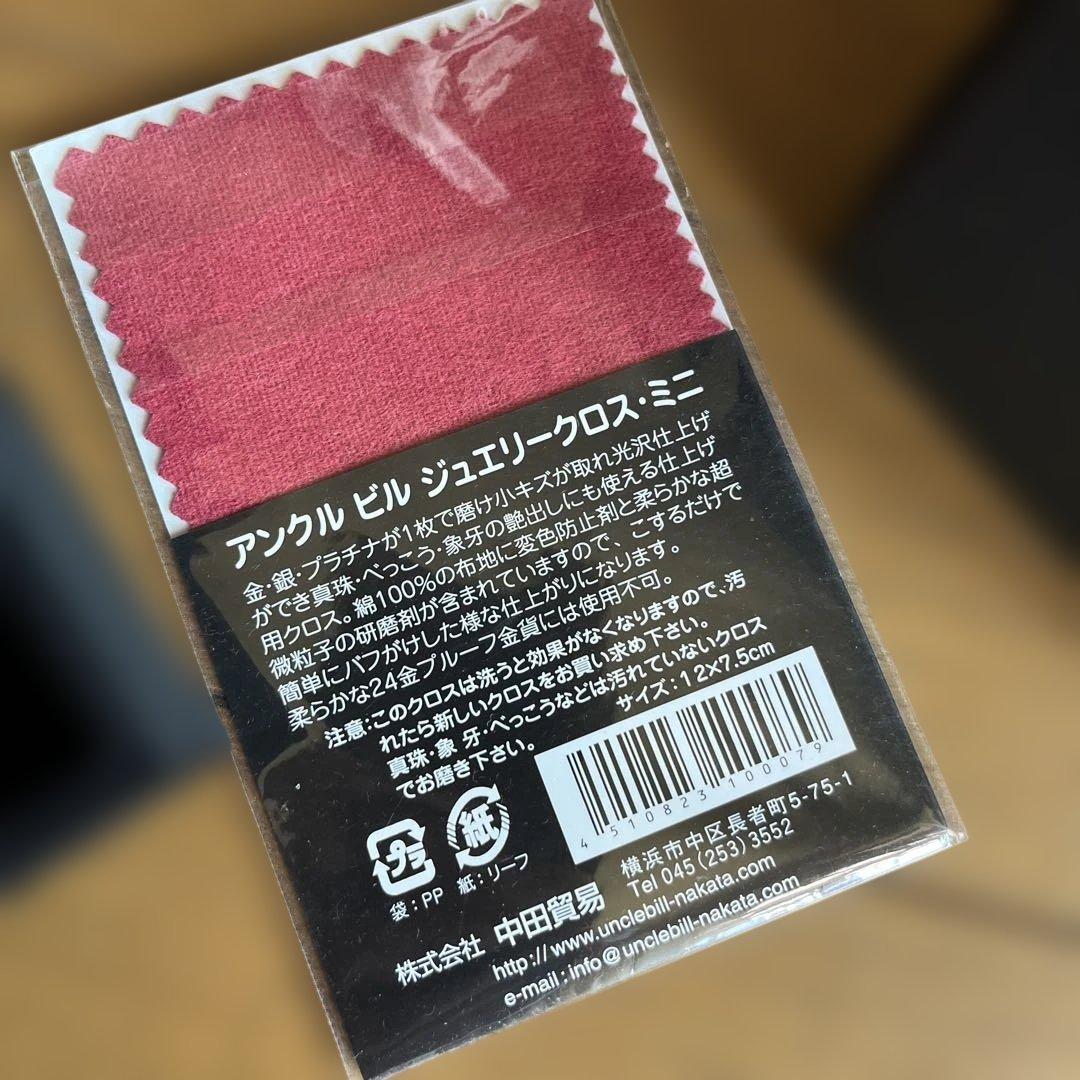 アンクル ビル ジュエリークロス・ミニ
金・銀・プラチナが1枚で磨け小キズが取れ光沢仕上げ
ができ真珠・べっこう・象牙の艶出しにも使える仕上げ
用クロス。綿100%の布地に変色防止剤と柔らかな超
微粒子の研磨剤が含まれていますので、こするだけで
簡単にバフがけした様な仕上がりになります。
柔らかな24金プルーフ金貨には使用不可。
注意:このクロスは洗うと効果がなくなりますので、汚
れたら新しいクロスをお買い求め下さい。
真珠・象 牙・べっこうなどは汚れていないクロス
でお磨き下さい。
サイズ:12×7.5cm
4 510823 100079
プラ
紙
袋:PP
紙:リーフ
株式会社 中田貿易
横浜市中区長者町5-75-1
Tel 045 (253) 3552
http://www.unclebill-nakata.com
e-mail:info@unclebill-nakata.com